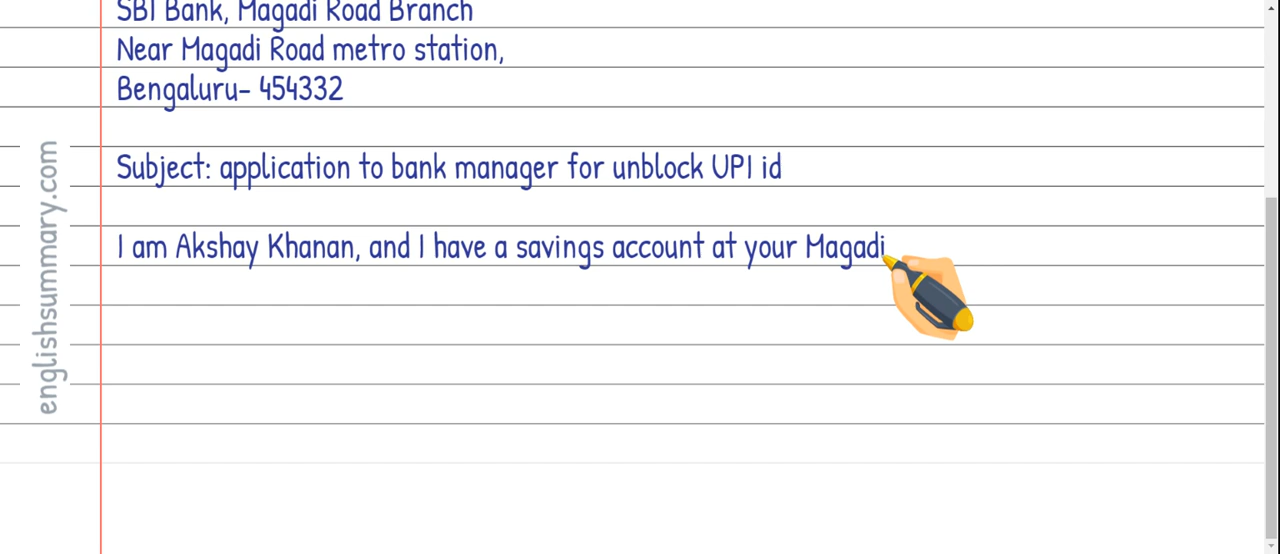 SBI Bank, Magadi Road Branch
Near Magadi Road metro station,
Bengaluru- 454332
Subject: application to bank manager for unblock UPI id
I am Akshay Khanan, and I have a savings account at your Magadi
englishsummary.com